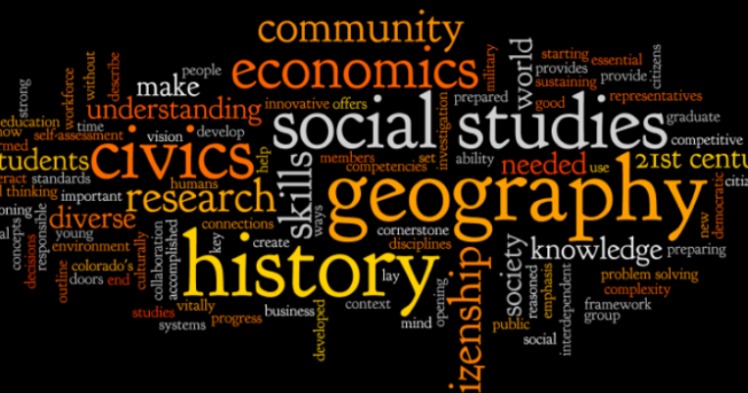 community
economics
military
world
starting
essential
citizens
people
without
describe
workforce
strong
make
provides
provide
sustaining
understanding
innovative
offers
prepared
good
representatives
education
time
self-assessment
vision
develop
social studies
investigation
graduate
competitive
students
civics
help
members
set
competencies
ability
needed
use
21st centu
standards
humans
thinking
important
research
skills
ways
geography
new
democratic
diverse
connections
cornerstone
disciplines
young
responsible
concepts
environment
culturally
collaboration
accomplished
key
create
history
society
knowledge
preparing
decisions
outline
colorado's
doors
end
lay
izenship
reasoned
emphasis
interdependent
problem solving
complexity
vitally
context
opening
framework
group
studies
progress
business
developed
mind
public
systems
social